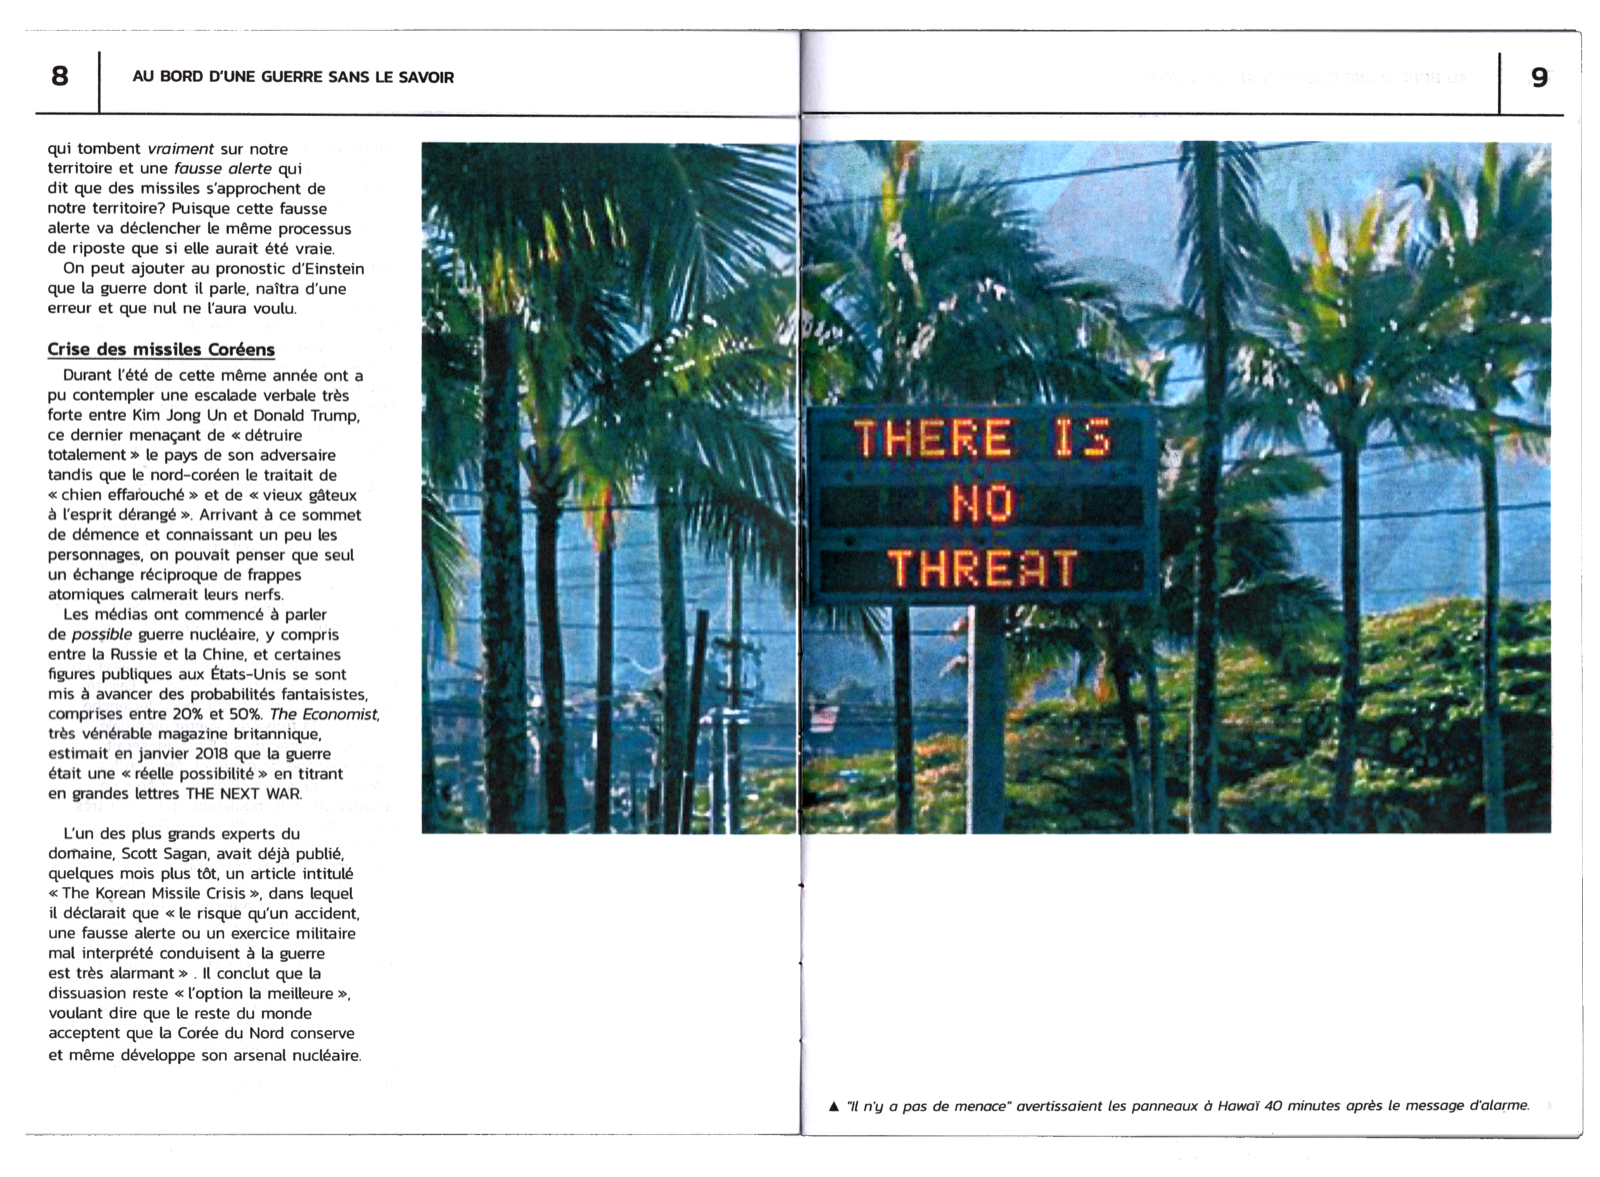 8
AU BORD D'UNE GUERRE SANS LE SAVOIR
qui tombent vraiment sur notre
territoire et une fausse alerte qui
dit que des missiles s'approchent de
notre territoire? Puisque cette fausse
alerte va déclencher le même processus
de riposte que si elle aurait été vraie.
On peut ajouter au pronostic d'Einstein
que la guerre dont il parle, naîtra d'une
erreur et que nul ne l'aura voulu.
Crise des missiles Coréens
Durant l'été de cette même année ont a
pu contempler une escalade verbale très
forte entre Kim Jong Un et Donald Trump,
ce dernier menaçant de « détruire
totalement » le pays de son adversaire
tandis que le nord-coréen le traitait de
« chien effarouché » et de « vieux gâteux
à l'esprit dérangé ». Arrivant à ce sommet
de démence et connaissant un peu les
personnages, on pouvait penser que seul
un échange réciproque de frappes
atomiques calmerait leurs nerfs.
Les médias ont commencé à parler
de possible guerre nucléaire, y compris
entre la Russie et la Chine, et certaines
figures publiques aux États-Unis se sont
mis à avancer des probabilités fantaisistes,
comprises entre 20% et 50%. The Economist,
très vénérable magazine britannique,
estimait en janvier 2018 que la guerre
était une « réelle possibilité » en titrant
en grandes lettres THE NEXT WAR.
L'un des plus grands experts du
domaine, Scott Sagan, avait déjà publié,
quelques mois plus tôt, un article intitulé
« The Korean Missile Crisis », dans lequel
il déclarait que « le risque qu'un accident,
une fausse alerte ou un exercice militaire
mal interprété conduisent à la guerre
est très alarmant » . Il conclut que la
dissuasion reste « l'option la meilleure »,
voulant dire que le reste du monde
acceptent que la Corée du Nord conserve
et même développe son arsenal nucléaire.
9
THERE IS
NO
THREAT
▲ "Il n'y a pas de menace" avertissaient les panneaux à Hawaï 40 minutes après le message d'alarme.